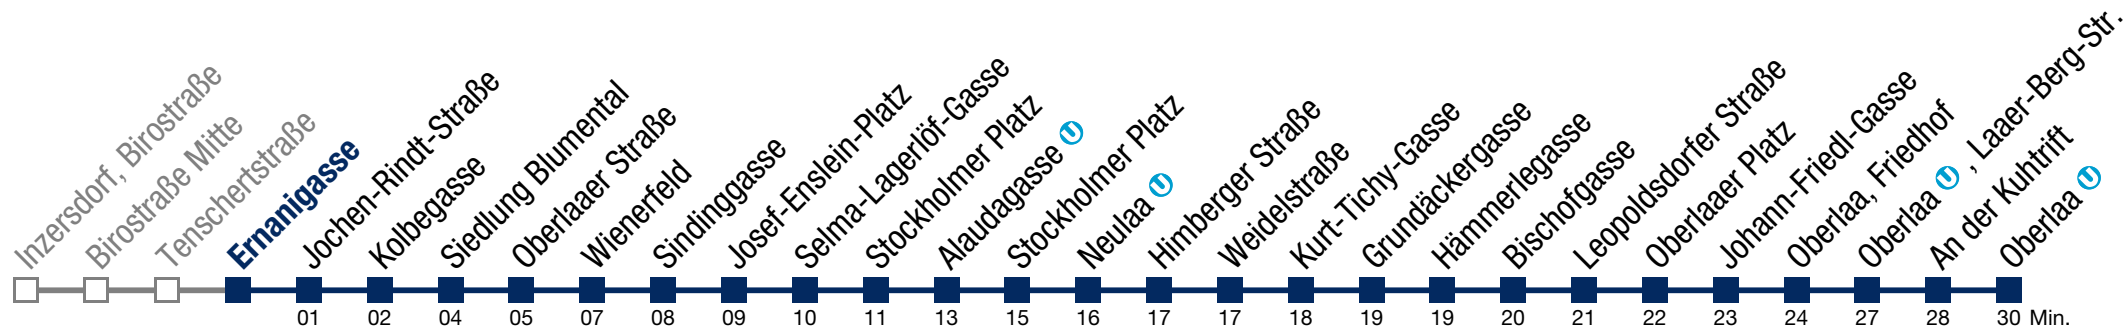 Inzersdorf, Birostraße
Birostraße Mitte
Tenschertstraße
Ernanigasse
Jochen-Rindt-Straße
Kolbegasse
Siedlung Blumental
Oberlaaer Straße
Wienerfeld
Sindinggasse
Josef-Enslein-Platz
Selma-Lagerlöf-Gasse
Stockholmer Platz
Alaudagasse U
Stockholmer Platz
Neulaa U
Himberger Straße
Weidelstraße
Kurt-Tichy-Gasse
Grundäckergasse
Hämmerlegasse
Bischofgasse
Leopoldsdorfer Straße
Oberlaaer Platz
Johann-Friedl-Gasse
Oberlaa, Friedhof
Oberlaa U , Laaer-Berg-Str.
An der Kuhtrift
Oberlaa U
01 02 04 05 07 08 09 10 11 13 15 16 17 17 18 19 19 20 21 22 23 24 27 28 30 Min.